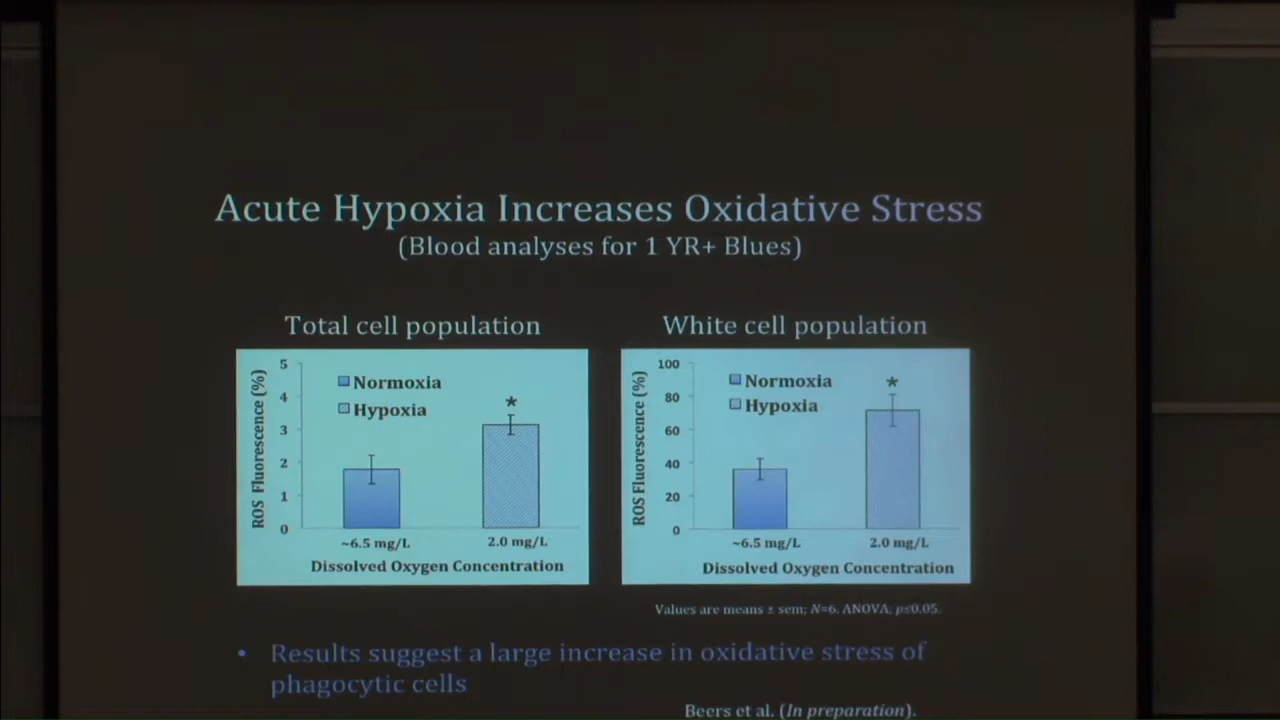 Acute Hypoxia Increases Oxidative Stress
(Blood analyses for 1 YR+ Blues)
Total cell population
ROS Fluorescence (%)
5
4
3
2
1
0
Normoxia
Hypoxia
*
~6.5 mg/L
2.0 mg/L
Dissolved Oxygen Concentration
White cell population
ROS Fluorescence (%)
100
80
60
40
20
0
Normoxia
Hypoxia
*
~6.5 mg/L
2.0 mg/L
Dissolved Oxygen Concentration
Values are means ± sem; N=6. ANOVA; p≤0.05.
• Results suggest a large increase in oxidative stress of
phagocytic cells
Beers et al. (In preparation).